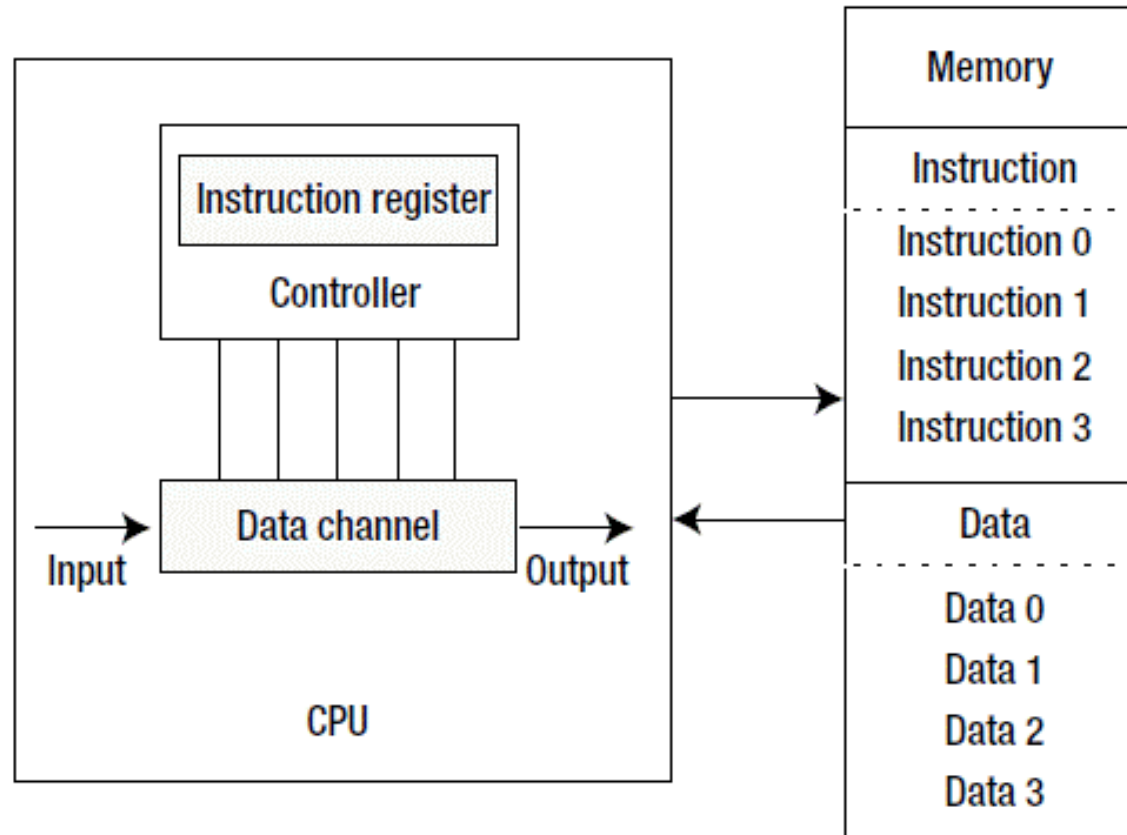 Instruction register
Controller
Data channel
Input
Output
CPU
Memory
Instruction
Instruction 0
Instruction 1
Instruction 2
Instruction 3
Data
Data 0
Data 1
Data 2
Data 3